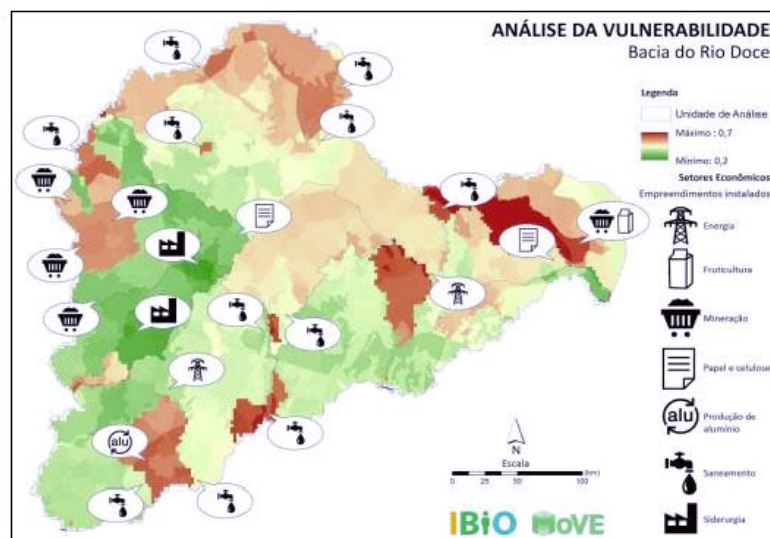 ANÁLISE DA VULNERABILIDADE
Bacia do Rio Doce
Legenda
Unidade de Análise
Máximo : 0,7
Mínimo: 0,2
Setores Econômicos
Empreendimentos instalados
Energia
Fruticultura
Mineração
Papel e celulose
alu
Produção de
alumínio
Saneamento
Siderurgia
alu
N
Escala
0 25 50 100
(km)
IBiO MoVE